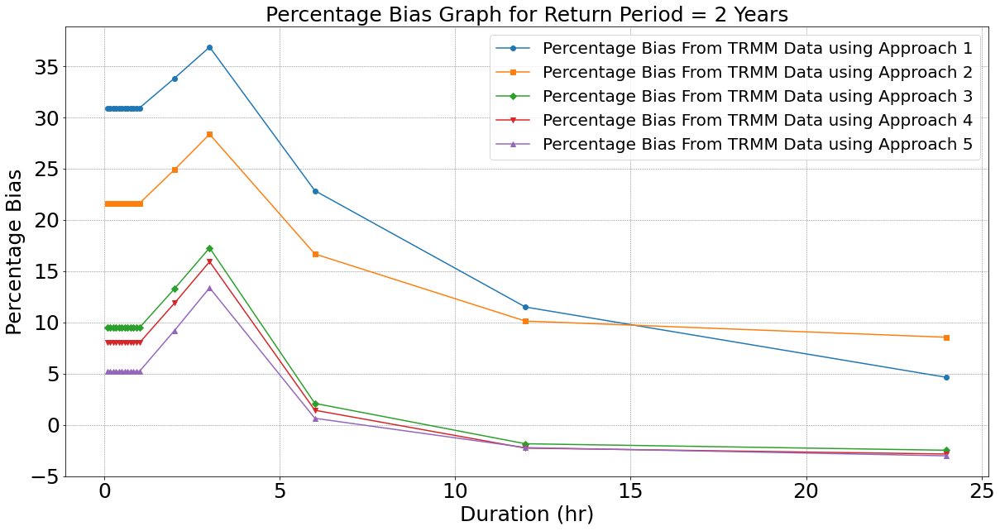 Percentage Bias Graph for Return Period = 2 Years
Percentage Bias From TRMM Data using Approach 1
Percentage Bias From TRMM Data using Approach 2
Percentage Bias From TRMM Data using Approach 3
Percentage Bias From TRMM Data using Approach 4
Percentage Bias From TRMM Data using Approach 5
Percentage Bias
35
30
25
20
15
10
5
0
−5
0 5 10 15 20 25
Duration (hr)